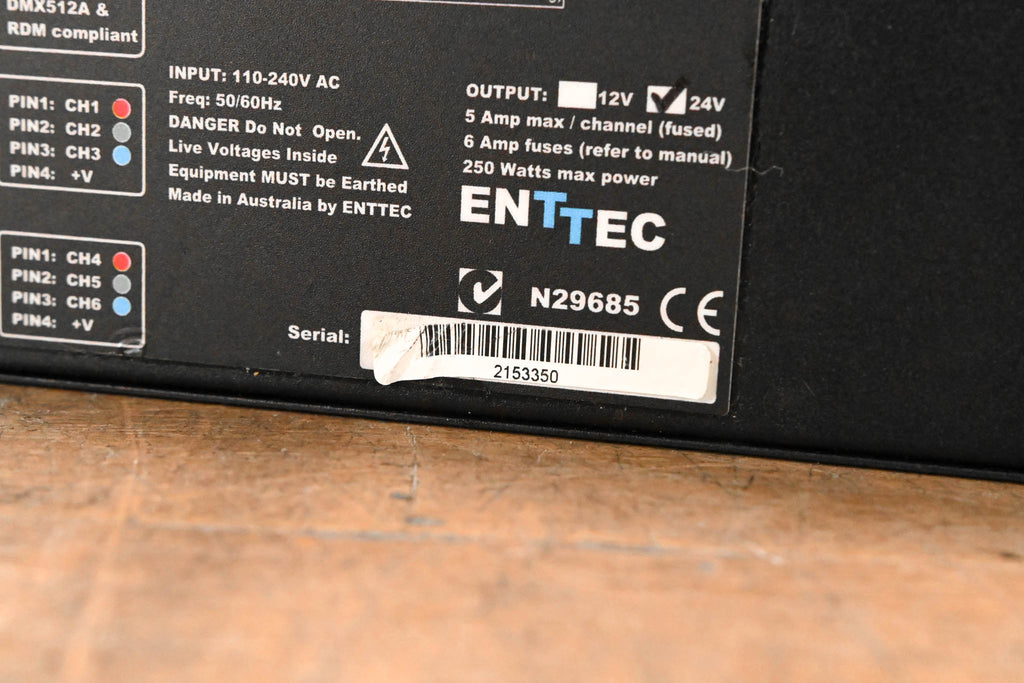 DMX512A &
RDM compliant
PIN1: CH1
PIN2: CH2
PIN3: CH3
PIN4: +V
PIN1: CH4
PIN2: CH5
PIN3: CH6
PIN4: +V
INPUT: 110-240V AC
Freq: 50/60Hz
DANGER Do Not Open.
Live Voltages Inside
Equipment MUST be Earthed
Made in Australia by ENTTEC
OUTPUT: 12V 24V
5 Amp max / channel (fused)
6 Amp fuses (refer to manual)
250 Watts max power
ENTTEC
N29685 CE
Serial:
2153350